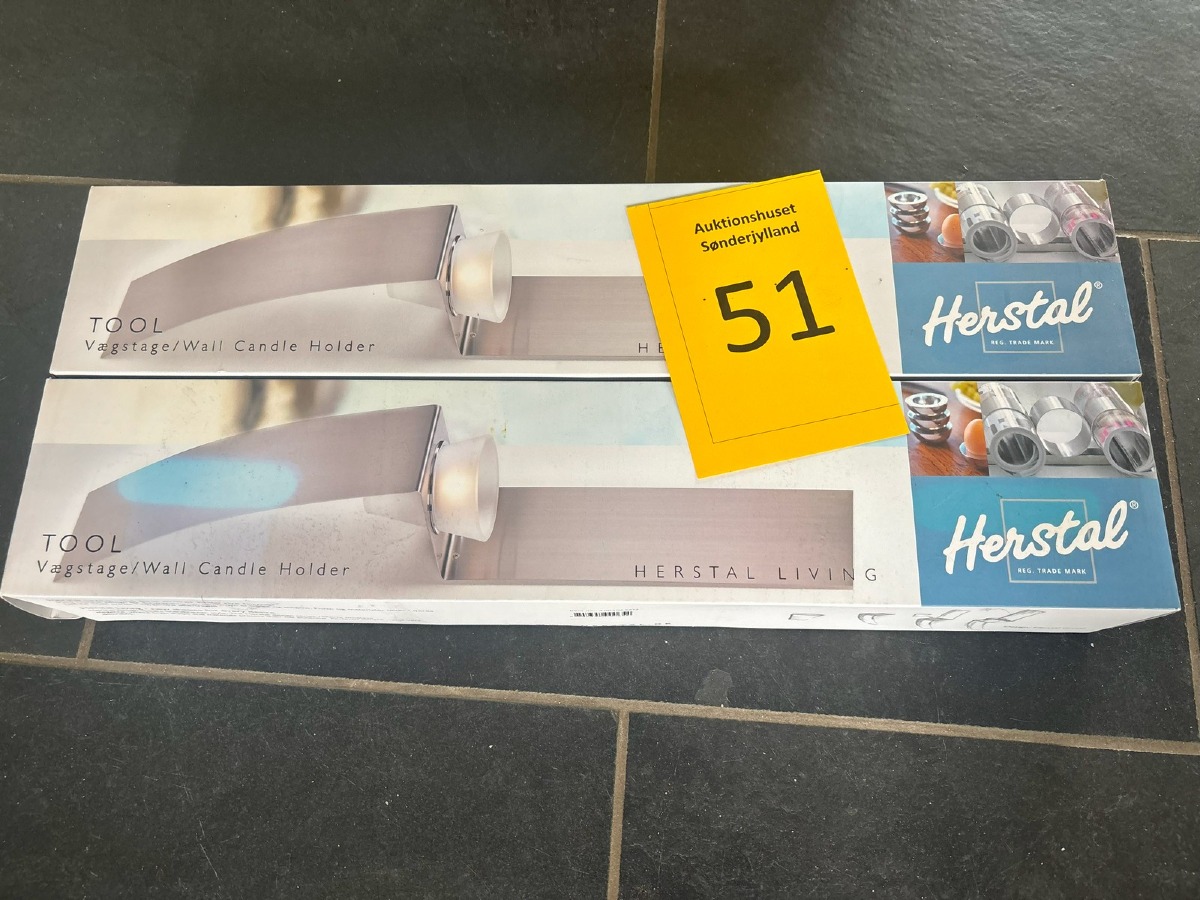 Auktionshuset
Sønderjylland
51
TOOL
Vægstage/Wall Candle Holder
HE
Herstal®
REG. TRADE MARK
TOOL
Vægstage/Wall Candle Holder
HERSTAL LIVING
Herstal®
REG. TRADE MARK